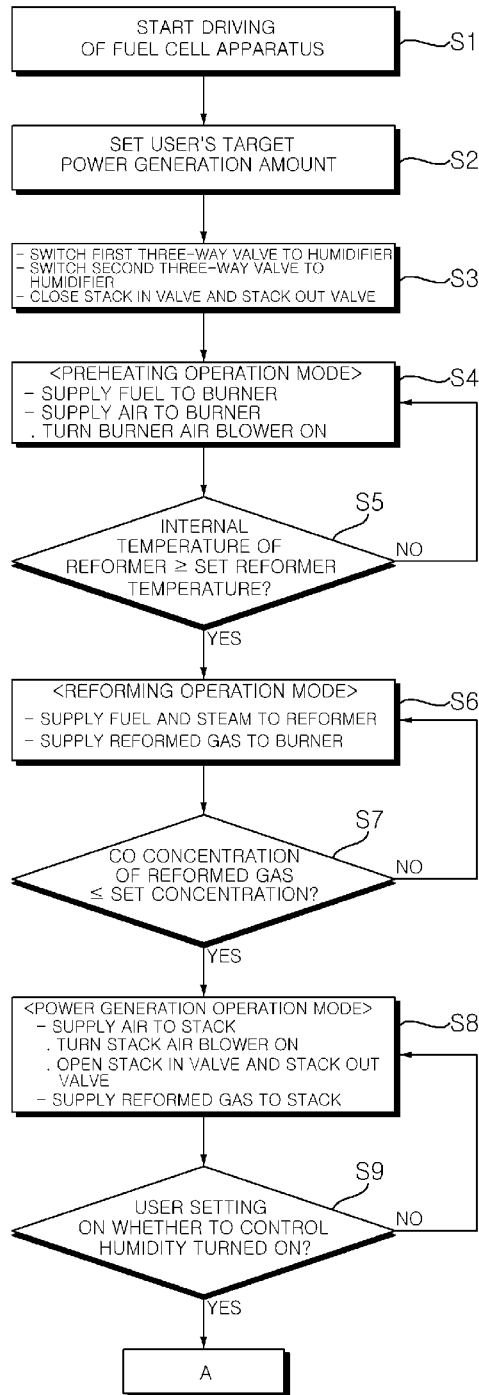 START DRIVING
OF FUEL CELL APPARATUS
S1
SET USER'S TARGET
POWER GENERATION AMOUNT
S2
- SWITCH FIRST THREE-WAY VALVE TO HUMIDIFIER
- SWITCH SECOND THREE-WAY VALVE TO
HUMIDIFIER
- CLOSE STACK IN VALVE AND STACK OUT VALVE
S3
<PREHEATING OPERATION MODE>
- SUPPLY FUEL TO BURNER
- SUPPLY AIR TO BURNER
. TURN BURNER AIR BLOWER ON
S4
INTERNAL
TEMPERATURE OF
REFORMER ≥ SET REFORMER
TEMPERATURE?
S5
NO
YES
<REFORMING OPERATION MODE>
- SUPPLY FUEL AND STEAM TO REFORMER
- SUPPLY REFORMED GAS TO BURNER
S6
CO CONCENTRATION
OF REFORMED GAS
≤ SET CONCENTRATION?
S7
NO
YES
<POWER GENERATION OPERATION MODE>
- SUPPLY AIR TO STACK
. TURN STACK AIR BLOWER ON
. OPEN STACK IN VALVE AND STACK OUT
VALVE
- SUPPLY REFORMED GAS TO STACK
S8
USER SETTING
ON WHETHER TO CONTROL
HUMIDITY TURNED ON?
S9
NO
YES
A